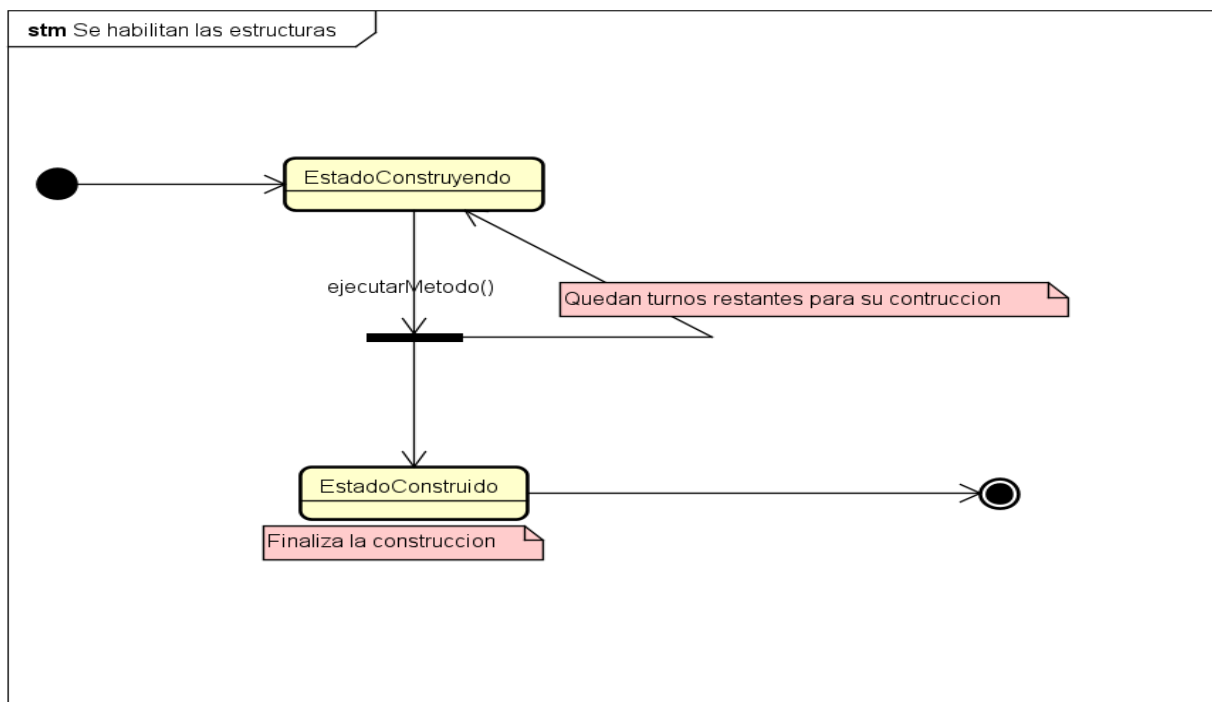 stm Se habilitan las estructuras
EstadoConstruyendo
ejecutarMetodo()
Quedan turnos restantes para su contruccion
EstadoConstruido
Finaliza la construccion